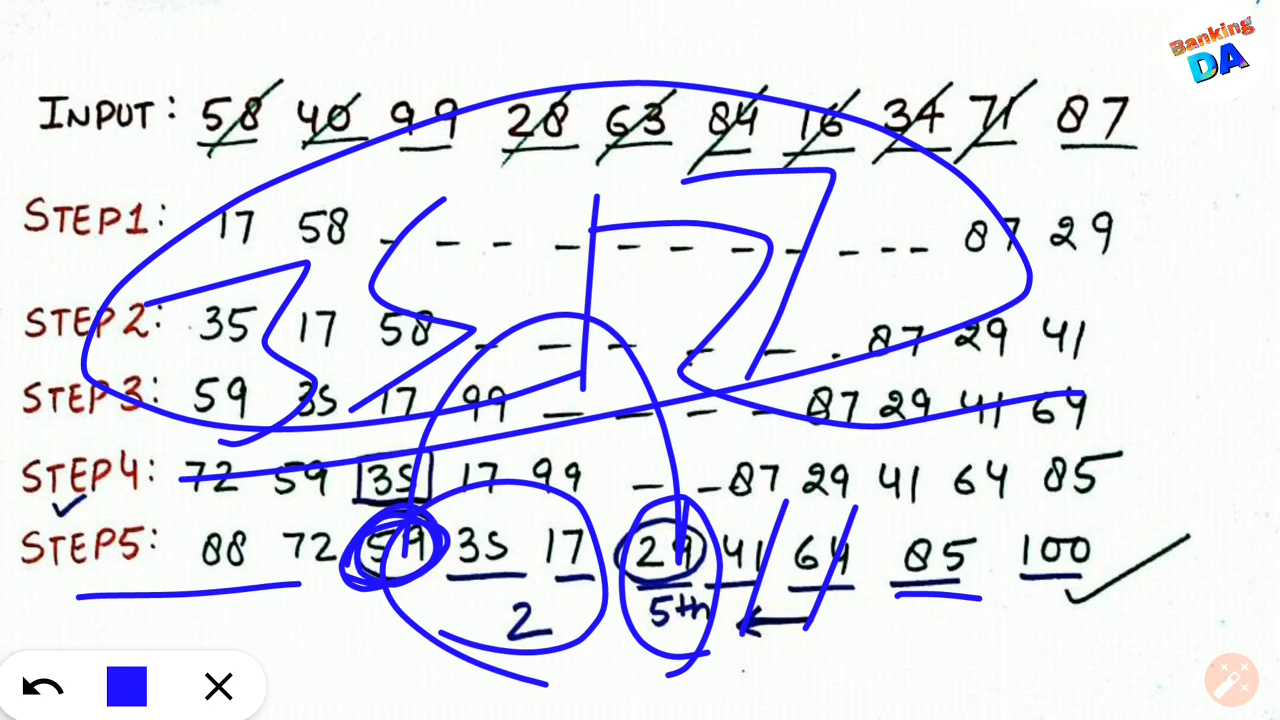 Banking
DA
INPUT: 58 40 99 28 63 84 16 34 71 87
STEP1: 17 58 _ _ _ _ _ _ _ _ _ _ _ 87 29
STEP2: 35 17 58 _ _ _ _ _ . 87 29 41
STEP3: 59 35 17 99 _ _ _ _ 87 29 41 64
STEP4: 72 59 35 17 99 _ _ 87 29 41 64 85
STEP5: 88 72 59 35 17 29 41 64 85 100
2 5th